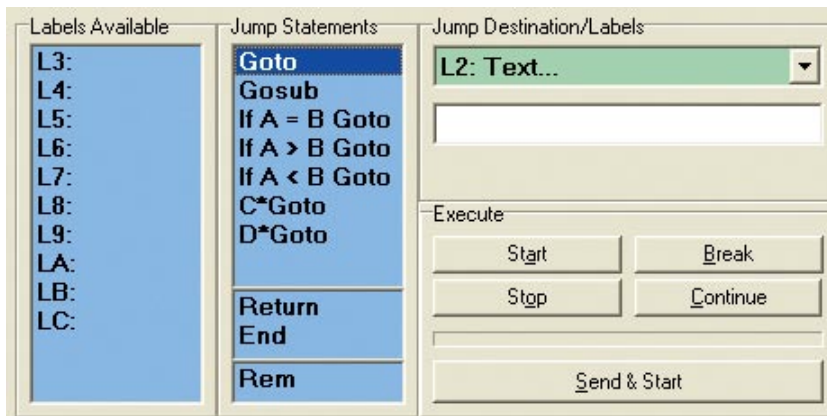 Labels Available
L3:
L4:
L5:
L6:
L7:
L8:
L9:
LA:
LB:
LC:
Jump Statements
Goto
Gosub
If A = B Goto
If A > B Goto
If A < B Goto
C*Goto
D*Goto
Return
End
Rem
Jump Destination/Labels
L2: Text...
Execute
Start
Break
Stop
Continue
Send & Start